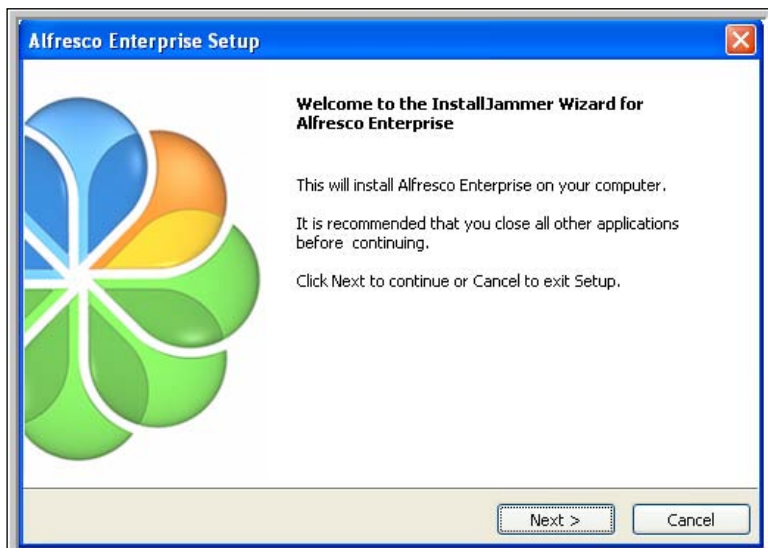 Alfresco Enterprise Setup
Welcome to the InstallJammer Wizard for
Alfresco Enterprise
This will install Alfresco Enterprise on your computer.
It is recommended that you close all other applications
before  continuing.
Click Next to continue or Cancel to exit Setup.
Next >
Cancel